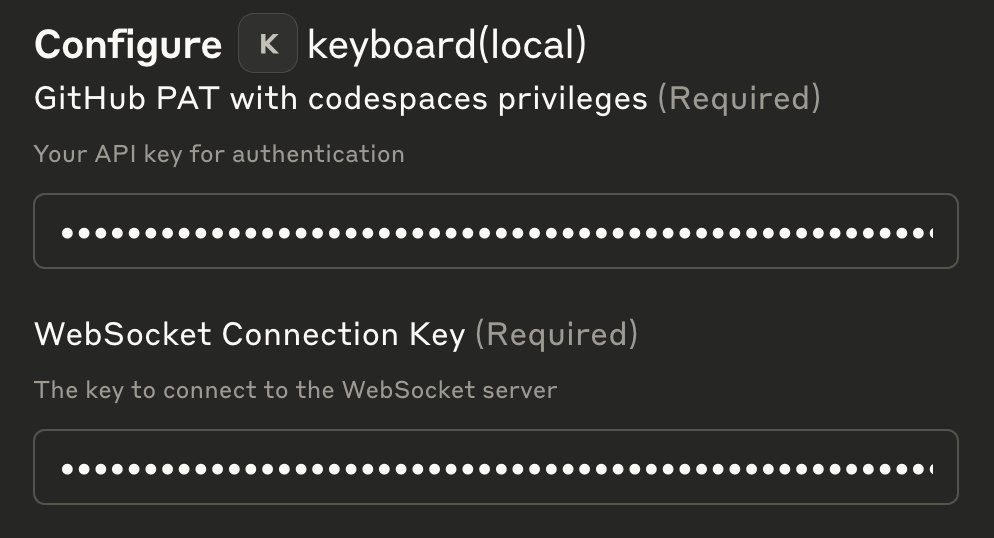 Configure K keyboard(local)
GitHub PAT with codespaces privileges (Required)
Your API key for authentication
WebSocket Connection Key (Required)
The key to connect to the WebSocket server